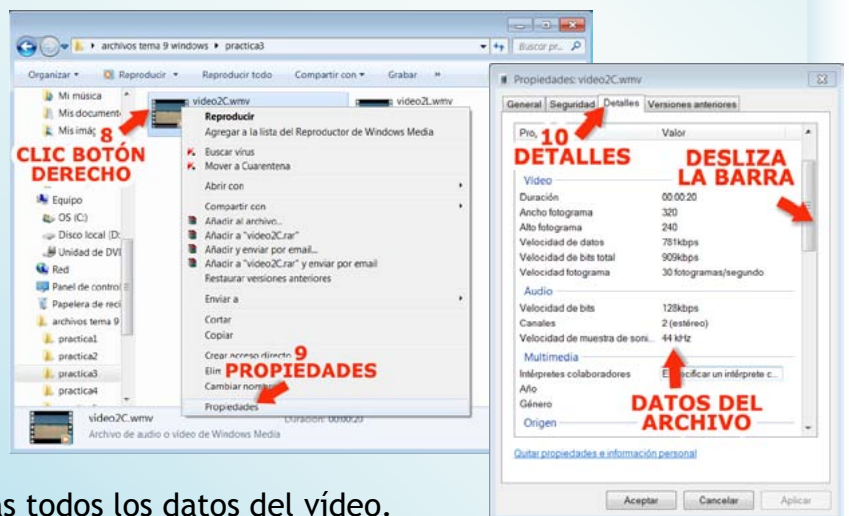 archivos tema 9 windows ▸ practica3
Buscar pr...
Organizar
Reproducir
Reproducir todo
Compartir con
Grabar
»
Mi música
Mis document
Mis imág
8
CLIC BOTÓN
DERECHO
Equipo
OS (C:)
Disco local (D:
Unidad de DVI
Red
Panel de control
Papelera de reci
archivos tema 9
practica1
practica2
practica3
practica4
video2C.wmv
video2L.wmv
Reproducir
Agregar a la lista del Reproductor de Windows Media
Buscar virus
Mover a Cuarentena
Abrir con
Compartir con
Añadir al archivo...
Añadir a "video2C.rar"
Añadir y enviar por email...
Añadir a "video2C.rar" y enviar por email
Restaurar versiones anteriores
Enviar a
Cortar
Copiar
Crear acceso directo
9
PROPIEDADES
Cambiar nombre
Propiedades
video2C.wmv
Duración: 00:00:20
Archivo de audio o vídeo de Windows Media
Propiedades: video2C.wmv
General Seguridad Detalles Versiones anteriores
Pro,
Valor
10
DETALLES
DESLIZA
LA BARRA
Vídeo
Duración 00:00:20
Ancho fotograma 320
Alto fotograma 240
Velocidad de datos 781kbps
Velocidad de bits total 909kbps
Velocidad fotograma 30 fotogramas/segundo
Audio
Velocidad de bits 128kbps
Canales 2 (estéreo)
Velocidad de muestra de soni... 44 kHz
Multimedia
Intérpretes colaboradores Especificar un intérprete c...
Año
Género
DATOS DEL
ARCHIVO
Origen
Quitar propiedades e información personal
Aceptar Cancelar Aplicar
s todos los datos del vídeo.